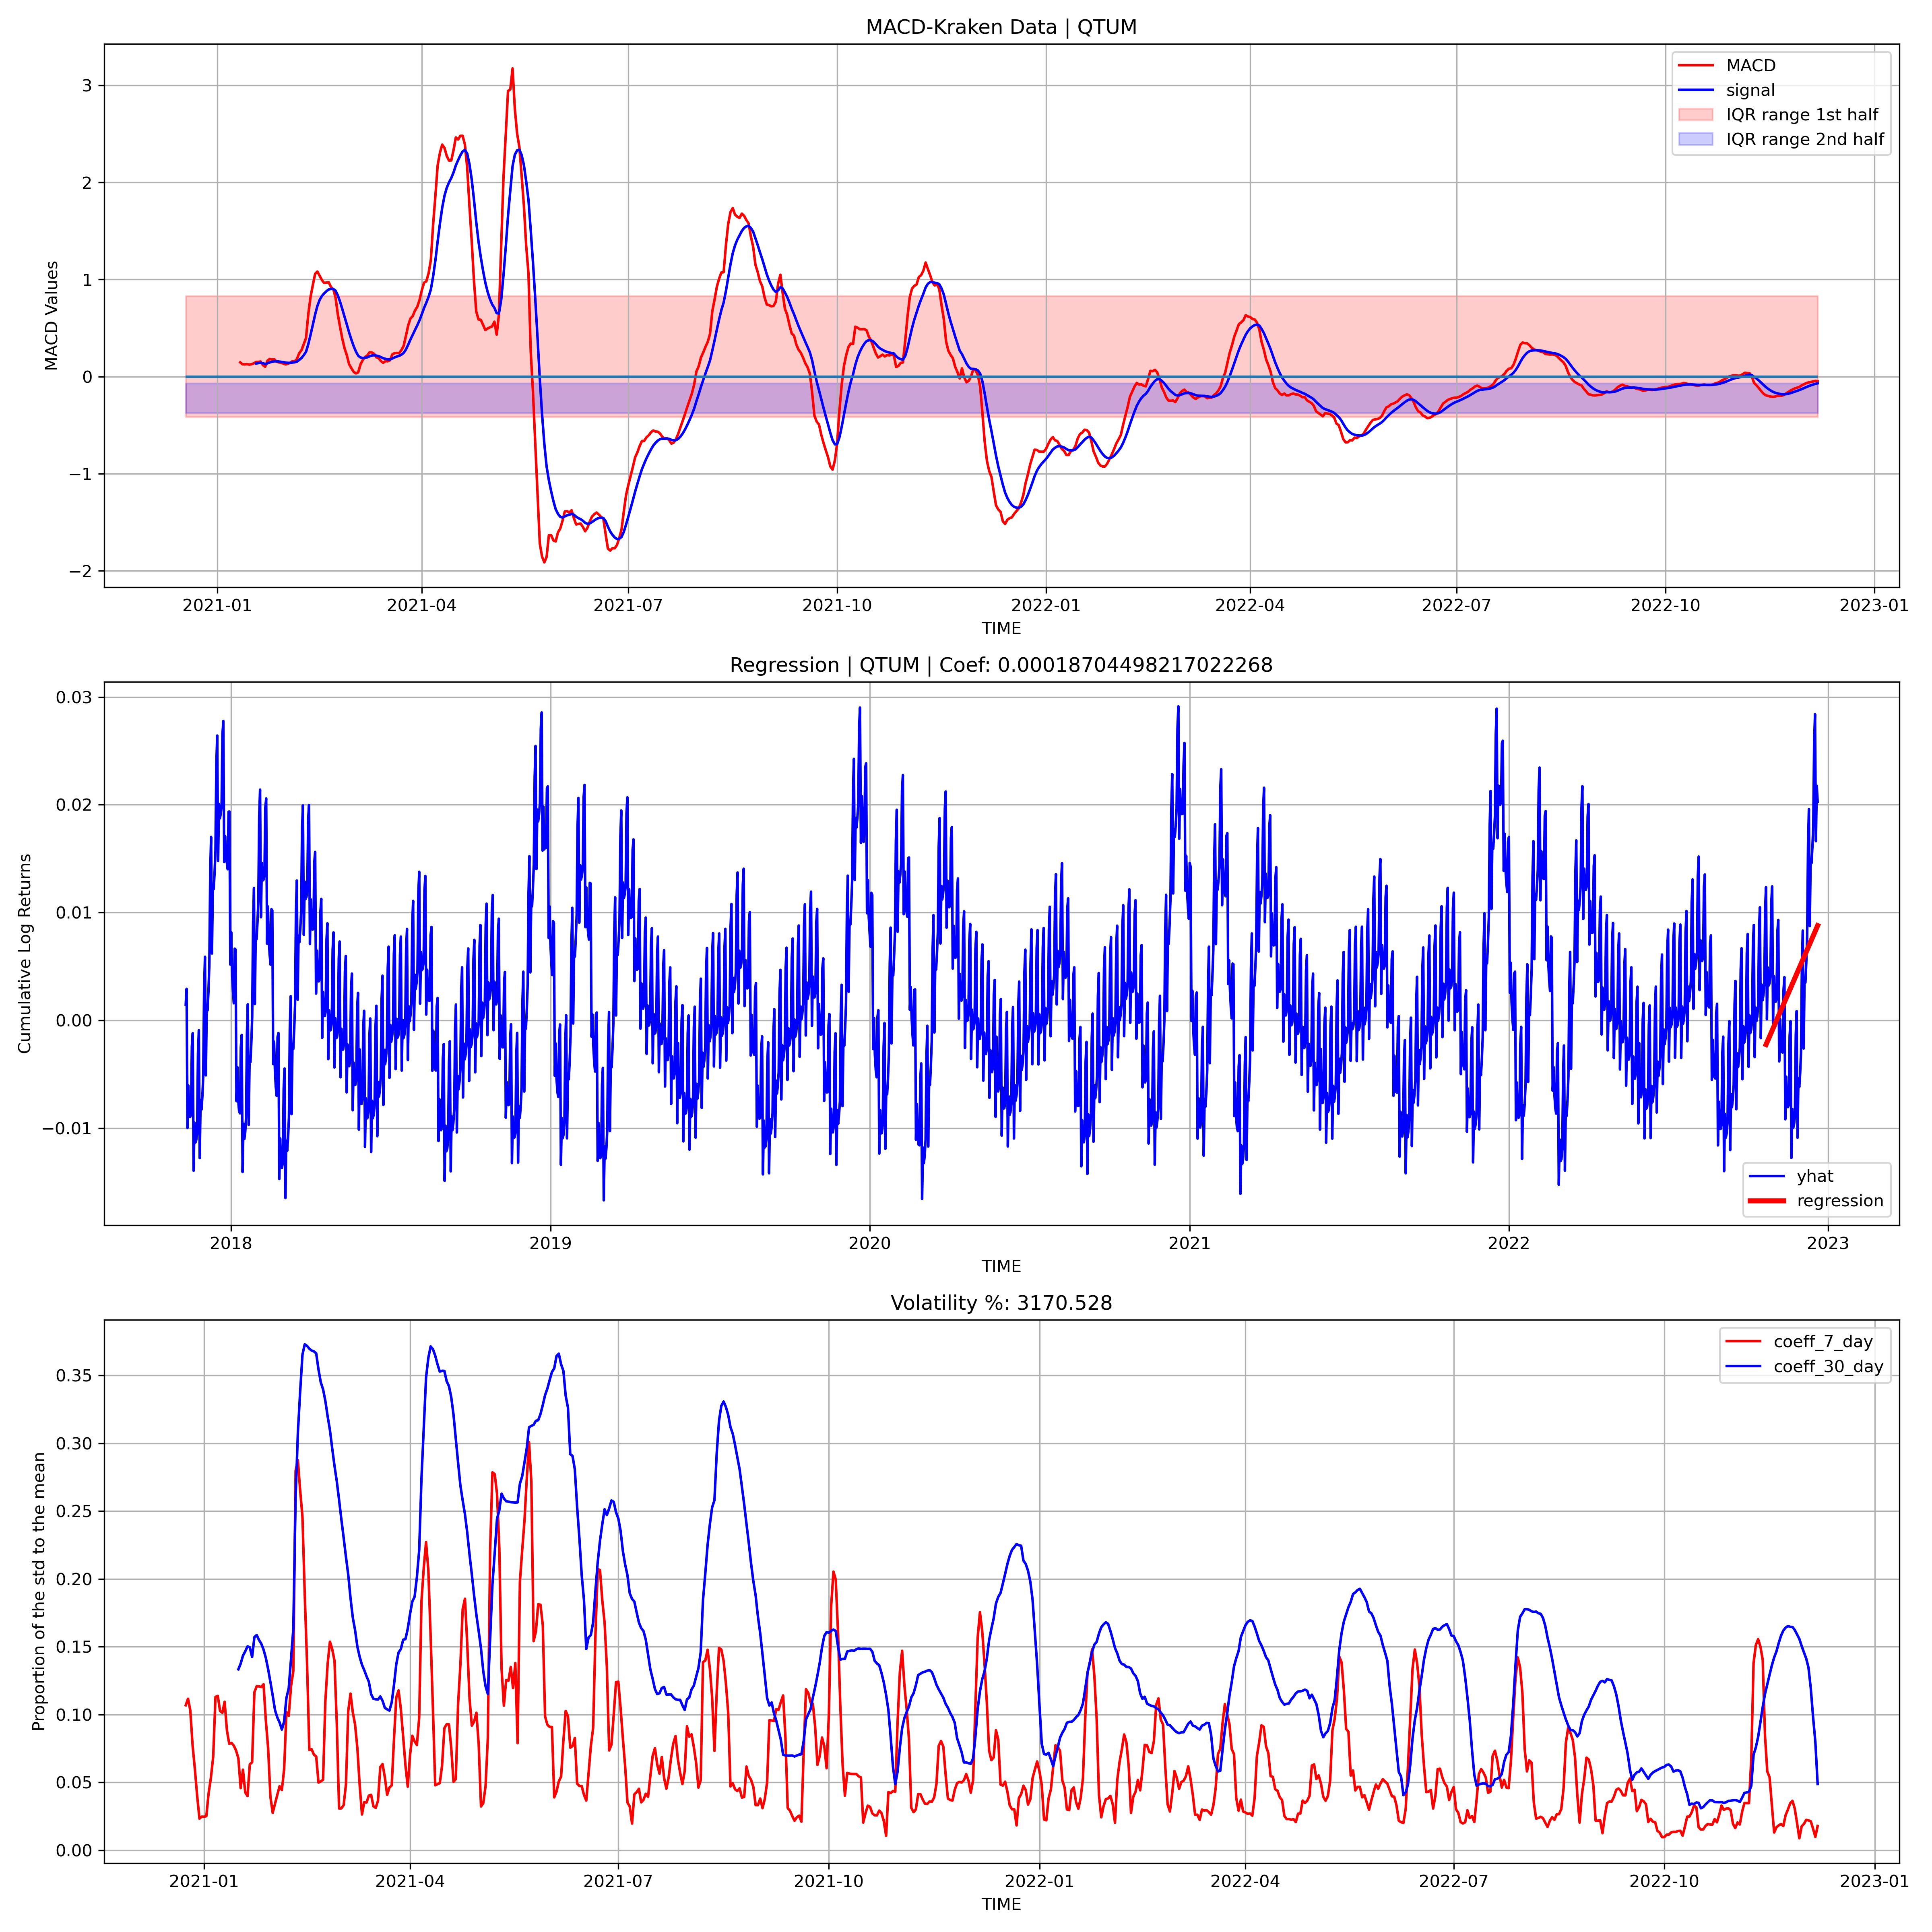 MACD-Kraken Data | QTUM
MACD Values
3
2
1
0
−1
−2
MACD
signal
IQR range 1st half
IQR range 2nd half
2021-01 2021-04 2021-07 2021-10 2022-01 2022-04 2022-07 2022-10 2023-01
TIME
Regression | QTUM | Coef: 0.00018704498217022268
Cumulative Log Returns
0.03
0.02
0.01
0.00
−0.01
yhat
regression
2018 2019 2020 2021 2022 2023
TIME
Volatility %: 3170.528
Proportion of the std to the mean
0.35
0.30
0.25
0.20
0.15
0.10
0.05
0.00
coeff_7_day
coeff_30_day
2021-01 2021-04 2021-07 2021-10 2022-01 2022-04 2022-07 2022-10 2023-01
TIME